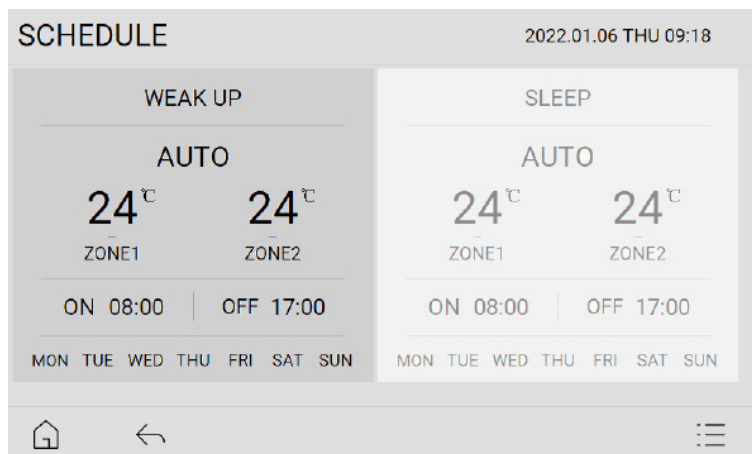 SCHEDULE
2022.01.06 THU 09:18
WEAK UP
AUTO
24℃ 24℃
ZONE1 ZONE2
ON 08:00 OFF 17:00
MON TUE WED THU FRI SAT SUN
SLEEP
AUTO
24℃ 24℃
ZONE1 ZONE2
ON 08:00 OFF 17:00
MON TUE WED THU FRI SAT SUN